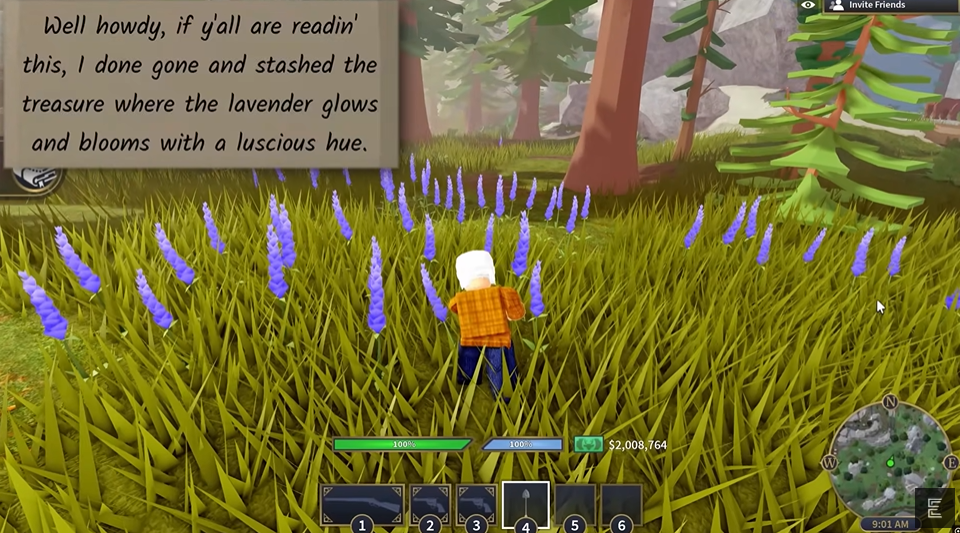 Well howdy, if y'all are readin'
this, I done gone and stashed the
treasure where the lavender glows
and blooms with a luscious hue.
Invite Friends
100%
100%
$2,008,764
N
W
E
1
2
3
4
5
6
9:01 AM
E